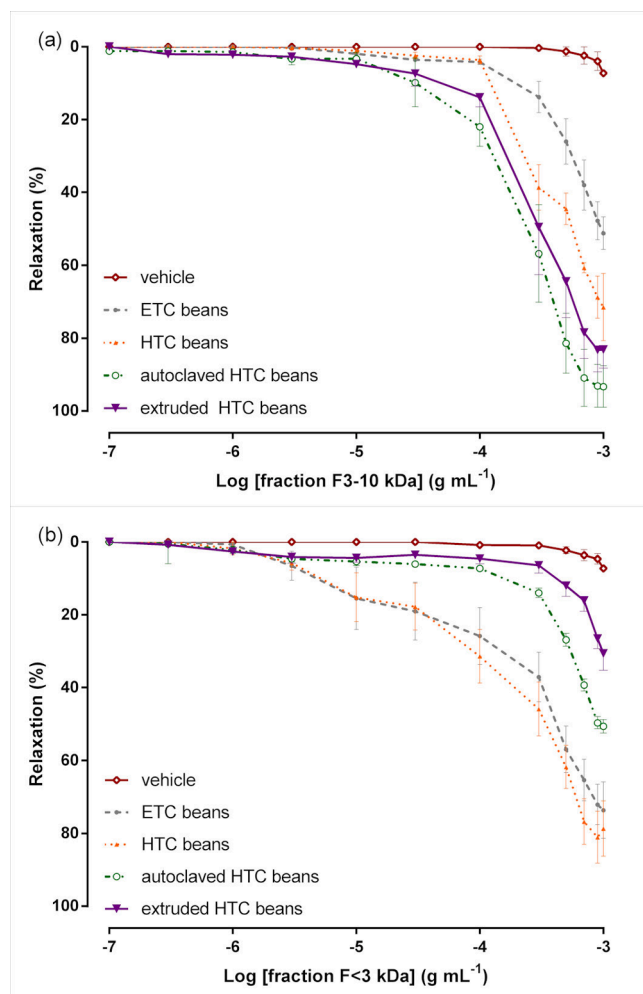 (a)
0
20
40
60
80
100
Relaxation (%)
vehicle
ETC beans
HTC beans
autoclaved HTC beans
extruded HTC beans
-7 -6 -5 -4 -3
Log [fraction F3-10 kDa] (g mL⁻¹)
(b)
0
20
40
60
80
100
Relaxation (%)
vehicle
ETC beans
HTC beans
autoclaved HTC beans
extruded HTC beans
-7 -6 -5 -4 -3
Log [fraction F<3 kDa] (g mL⁻¹)